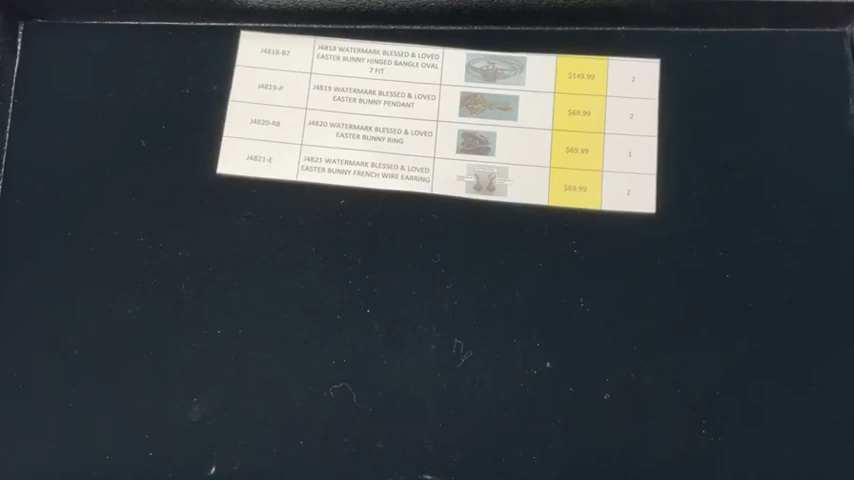 J4818-B7
J4818 WATERMARK BLESSED & LOVED
EASTER BUNNY HINGED BANGLE OVAL
7 FIT
$149.99
2
J4819-P
J4819 WATERMARK BLESSED & LOVED
EASTER BUNNY PENDANT
$69.99
2
J4820-R8
J4820 WATERMARK BLESSED & LOVED
EASTER BUNNY RING
$69.99
1
J4821-E
J4821 WATERMARK BLESSED & LOVED
EASTER BUNNY FRENCH WIRE EARRING
$69.99
2